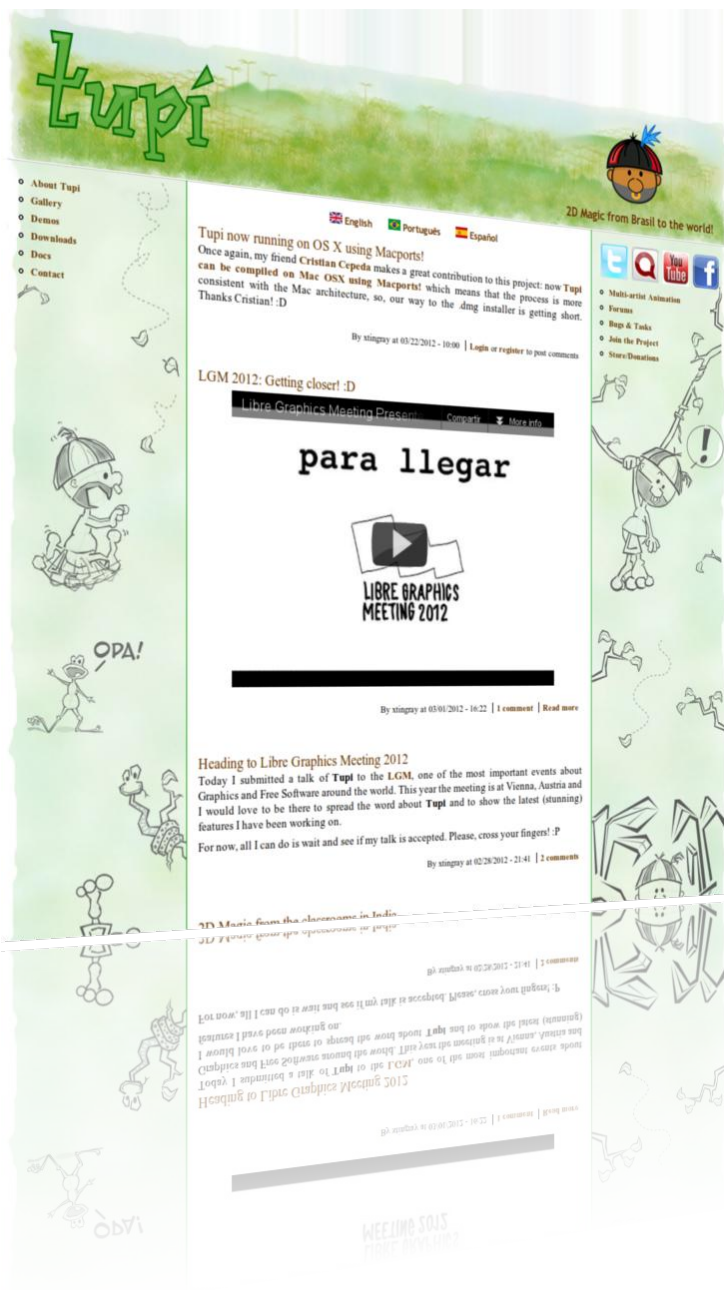 tupí
2D Magic from Brasil to the world!
About Tupi
Gallery
Demos
Downloads
Docs
Contact
English Português Español
Tupi now running on OS X using Macports!
Once again, my friend Cristian Cepeda makes a great contribution to this project: now Tupi
can be compiled on Mac OSX using Macports! which means that the process is more
consistent with the Mac architecture, so, our way to the .dmg installer is getting short.
Thanks Cristian! :D
By xtingray at 03/22/2012 - 10:00 | Login or register to post comments
LGM 2012: Getting closer! :D
Libre Graphics Meeting Present Compartir More info
para llegar
LIBRE GRAPHICS
MEETING 2012
By xtingray at 03/01/2012 - 16:22 | 1 comment | Read more
Heading to Libre Graphics Meeting 2012
Today I submitted a talk of Tupi to the LGM, one of the most important events about
Graphics and Free Software around the world. This year the meeting is at Vienna, Austria and
I would love to be there to spread the word about Tupi and to show the latest (stunning)
features I have been working on.
For now, all I can do is wait and see if my talk is accepted. Please, cross your fingers! :P
By xtingray at 02/28/2012 - 21:41 | 2 comments
2D Magic from the classrooms in India
You
Tube
Multi-artist Animation
Forums
Bugs & Tasks
Join the Project
Store/Donations
!
OPA!